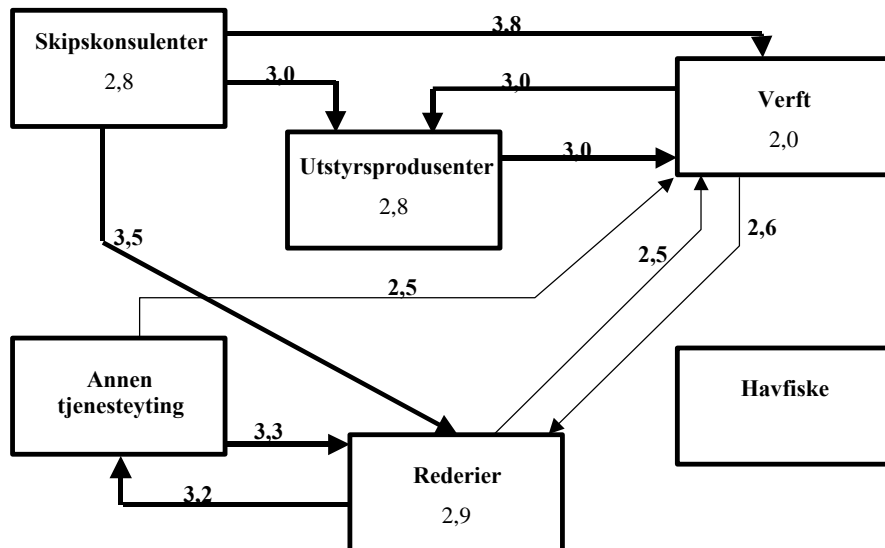 Skipskonsulenter
2,8
3,8
3,0
3,0
Verft
2,0
Utstyrsprodusenter
2,8
3,0
3,5
2,6
2,5
2,5
Annen
tjenesteyting
Havfiske
3,3
Rederier
2,9
3,2